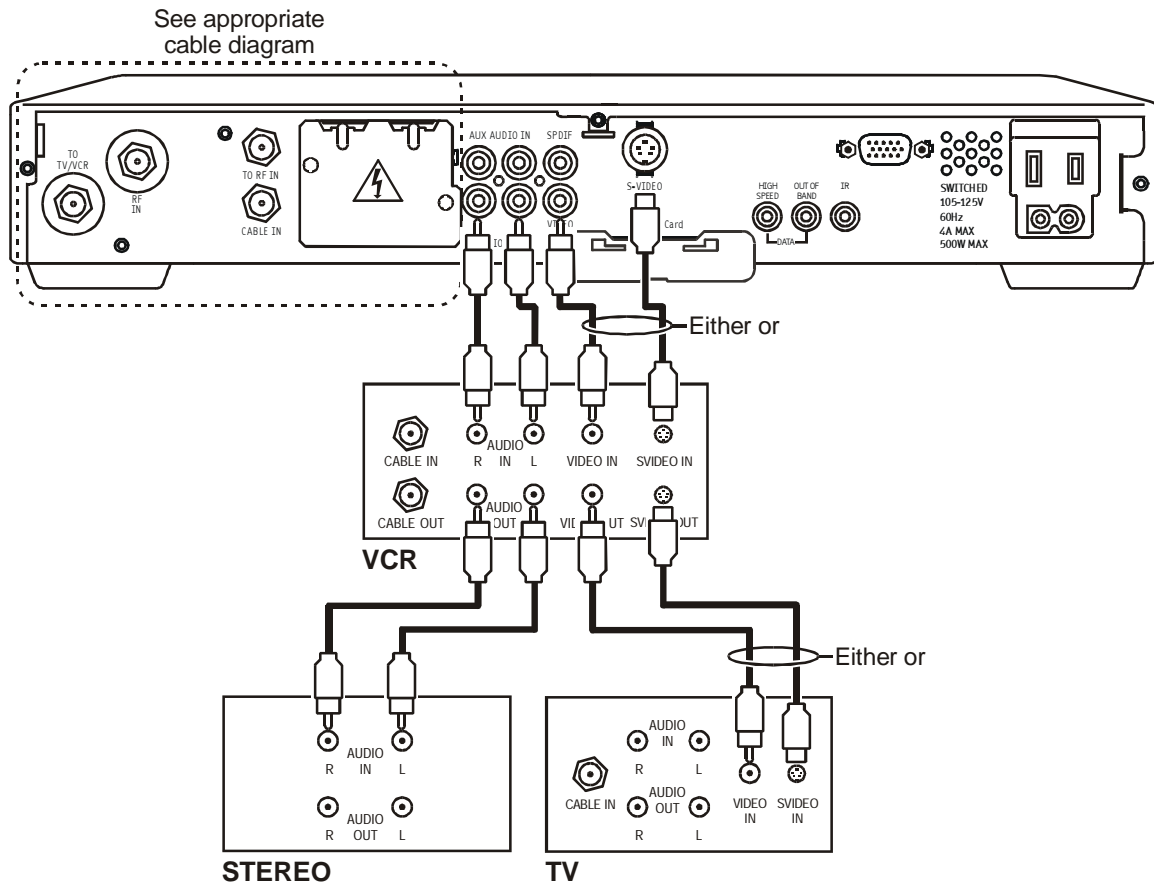 See appropriate
cable diagram
TO
TV/VCR
RF
IN
TO RF IN
CABLE IN
AUX AUDIO IN
SPDIF
S-VIDEO
Card
HIGH
SPEED
OUT OF
BAND
IR
DATA
SWITCHED
105-125V
60Hz
4A MAX
500W MAX
Either or
CABLE IN
R
AUDIO
IN
L
VIDEO IN
SVIDEO IN
CABLE OUT
AUDIO
VCR
Either or
AUDIO
IN
R
L
AUDIO
OUT
R
L
STEREO
AUDIO
IN
R
L
CABLE IN
AUDIO
OUT
R
L
VIDEO
IN
SVIDEO
IN
TV